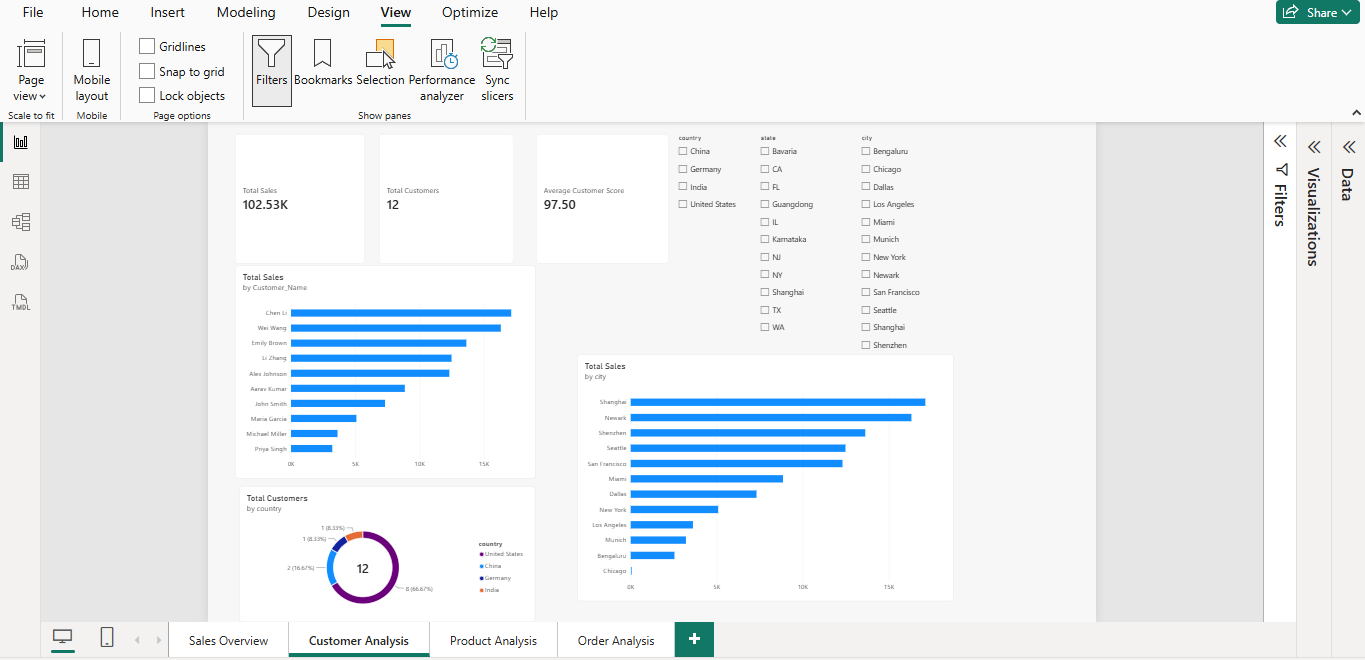 File Home Insert Modeling Design View Optimize Help
Share
Page view
Mobile layout
Gridlines
Snap to grid
Lock objects
Filters
Bookmarks
Selection
Performance analyzer
Sync slicers
Scale to fit
Mobile
Page options
Show panes
DAX
TMDL
Total Sales
102.53K
Total Customers
12
Average Customer Score
97.50
country
China
Germany
India
United States
state
Bavaria
CA
FL
Guangdong
IL
Karnataka
NJ
NY
Shanghai
TX
WA
city
Bengaluru
Chicago
Dallas
Los Angeles
Miami
Munich
New York
Newark
San Francisco
Seattle
Shanghai
Shenzhen
Filters
Visualizations
Data
Total Sales
by Customer_Name
Chen Li
Wei Wang
Emily Brown
Li Zhang
Alex Johnson
Aarav Kumar
John Smith
Maria Garcia
Michael Miller
Priya Singh
0K 5K 10K 15K
Total Sales
by city
Shanghai
Newark
Shenzhen
Seattle
San Francisco
Miami
Dallas
New York
Los Angeles
Munich
Bengaluru
Chicago
0K 5K 10K 15K
Total Customers
by country
1 (8.33%)
1 (8.33%)
2 (16.67%)
12
8 (66.67%)
country
United States
China
Germany
India
Sales Overview
Customer Analysis
Product Analysis
Order Analysis
+